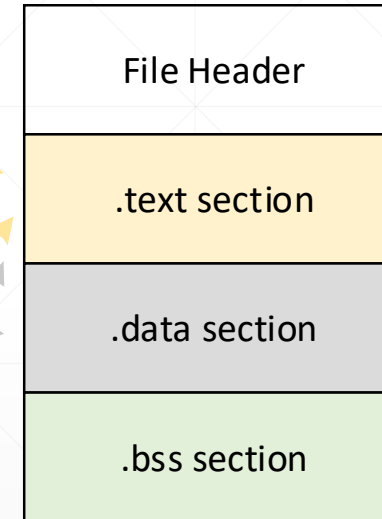 File Header
.text section
.data section
.bss section